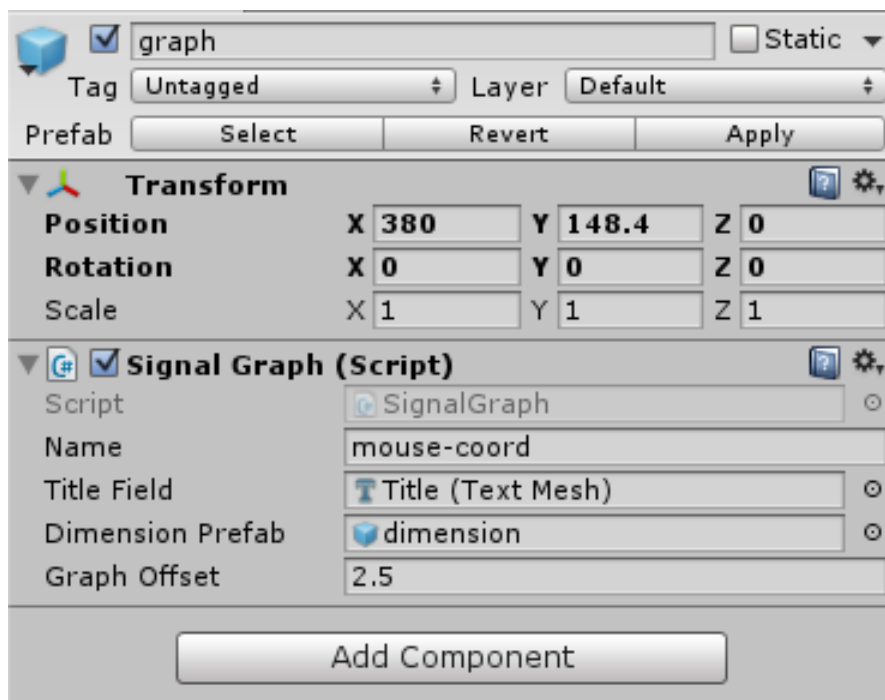 graph Static
Tag Untagged Layer Default
Prefab Select Revert Apply
Transform
Position X 380 Y 148.4 Z 0
Rotation X 0 Y 0 Z 0
Scale X 1 Y 1 Z 1
Signal Graph (Script)
Script SignalGraph
Name mouse-coord
Title Field Title (Text Mesh)
Dimension Prefab dimension
Graph Offset 2.5
Add Component